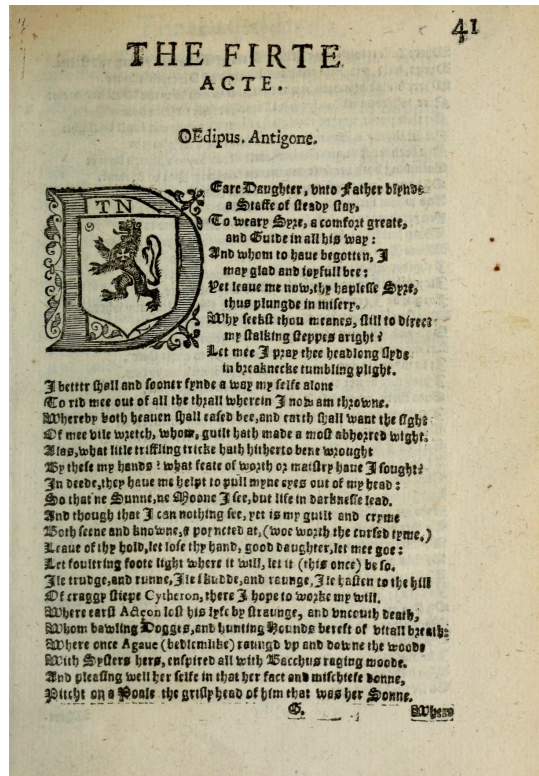 41
THE FIRTE
ACTE.
OEdipus. Antigone.
TN
DEare Daughter, vnto Father blynde
a Staffe of steady stay,
To weary Syre, a comfort greate,
and Guide in all his way:
And whom to haue begotten, I
may glad and ioyfull bee:
Yet leaue me now, thy haplesse Syre,
thus plungde in misery.
Why seekst thou meanes, still to direct
my stalking steppes aright?
Let mee I pray thee headlong slyde
in breaknecke tumbling plight.
I better shall and sooner fynde a way my selfe alone
To rid mee out of all the thrall wherein I now am throwne.
Whereby both heauen shall eased bee, and earth shall want the sight
Of mee vile wretch, whom, guilt hath made a most abhorred wight.
Alas, what litle triffling tricke hath hitherto bene wrought
By these my hands? what feate of worth or maistry haue I sought?
In deede, they haue me helpt to pull myne eyes out of my head:
So that'ne Sunne, ne Moone I see, but life in darknesse lead.
And though that I can nothing see, yet is my guilt and cryme
Both seene and knowne, & poyncted at, (woe worth the cursed tyme.)
Leaue of thy hold, let lose thy hand, good daughter, let mee goe:
Let foultring foote light where it will, let it (this once) be so.
Ile trudge, and runne, Ile skudde, and raunge, Ile hasten to the hill
Of craggy stiepe Cytheron, there I hope to worke my will.
Where earst Acteon lost his lyfe by straunge, and vncouth death,
Whom bawling Dogges, and hunting Hounds bereft of vitall breath:
Where once Agaue (bedlemlike) raungd vp and downe the woods
With Systers hers, enspired all with Bacchus raging moode.
And pleasing well her selfe in that her fact and mischiefe donne,
Pitcht on a Poale the grisly head of him that was her Sonne.
G.
Where